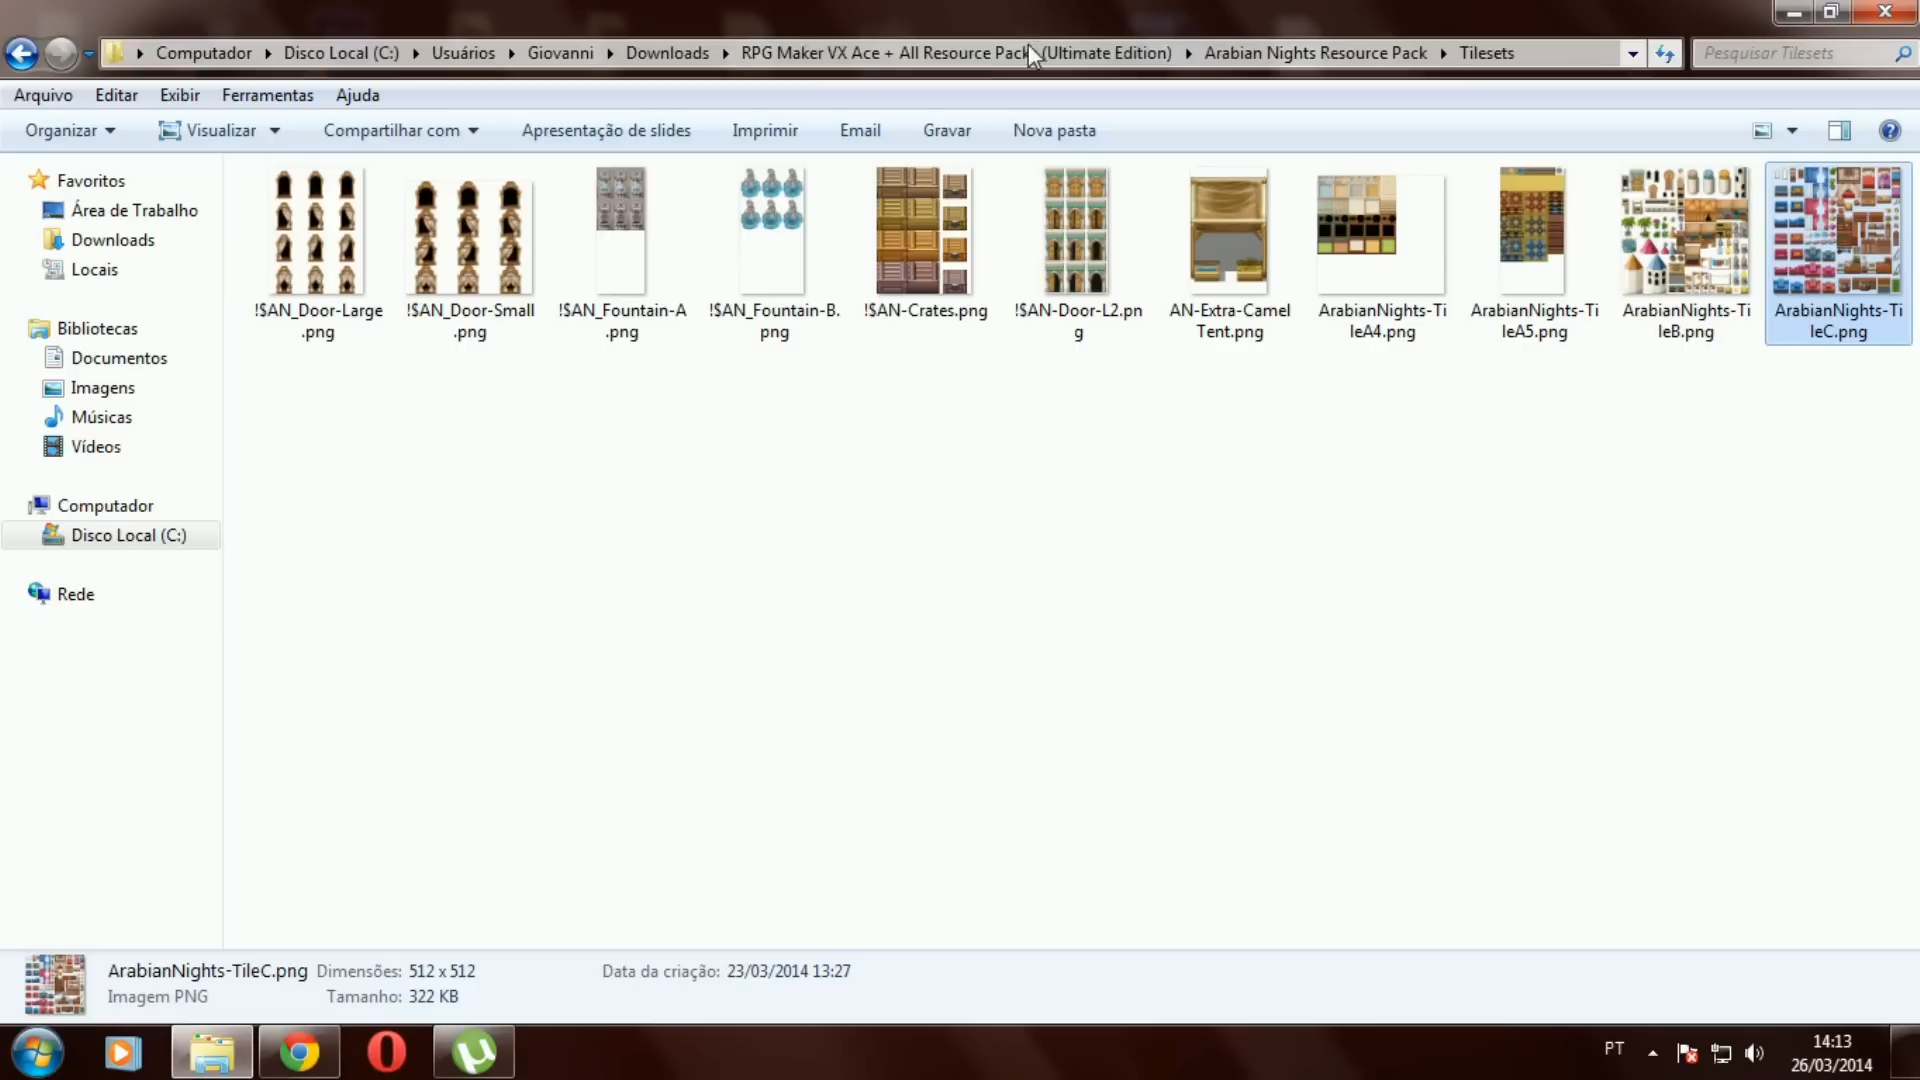 Computador
Disco Local (C:)
Usuários
Giovanni
Downloads
RPG Maker VX Ace + All Resource Pack (Ultimate Edition)
Arabian Nights Resource Pack
Tilesets
Pesquisar Tilesets
Arquivo
Editar
Exibir
Ferramentas
Ajuda
Organizar
Visualizar
Compartilhar com
Apresentação de slides
Imprimir
Email
Gravar
Nova pasta
Favoritos
Área de Trabalho
Downloads
Locais
Bibliotecas
Documentos
Imagens
Músicas
Vídeos
Computador
Disco Local (C:)
Rede
!$AN_Door-Large
.png
!$AN_Door-Small
.png
!$AN_Fountain-A
.png
!$AN_Fountain-B.
png
!$AN-Crates.png
!$AN-Door-L2.pn
g
AN-Extra-Camel
Tent.png
ArabianNights-Ti
leA4.png
ArabianNights-Ti
leA5.png
ArabianNights-Ti
leB.png
ArabianNights-Ti
leC.png
ArabianNights-TileC.png Dimensões: 512 x 512 Data da criação: 23/03/2014 13:27
Imagem PNG Tamanho: 322 KB
PT
14:13
26/03/2014